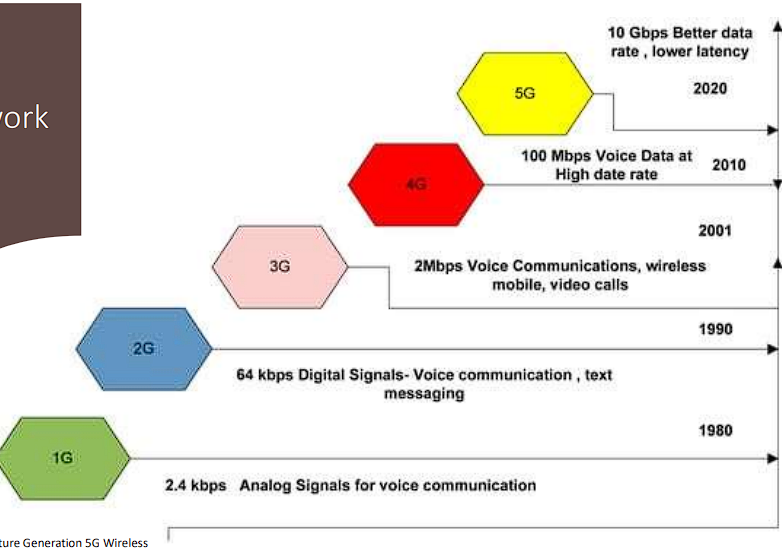 10 Gbps Better data
rate , lower latency
5G
2020
work
100 Mbps Voice Data at
High date rate
2010
4G
2001
3G
2Mbps Voice Communications, wireless
mobile, video calls
1990
2G
64 kbps Digital Signals- Voice communication , text
messaging
1980
1G
2.4 kbps Analog Signals for voice communication
ture Generation 5G Wireless